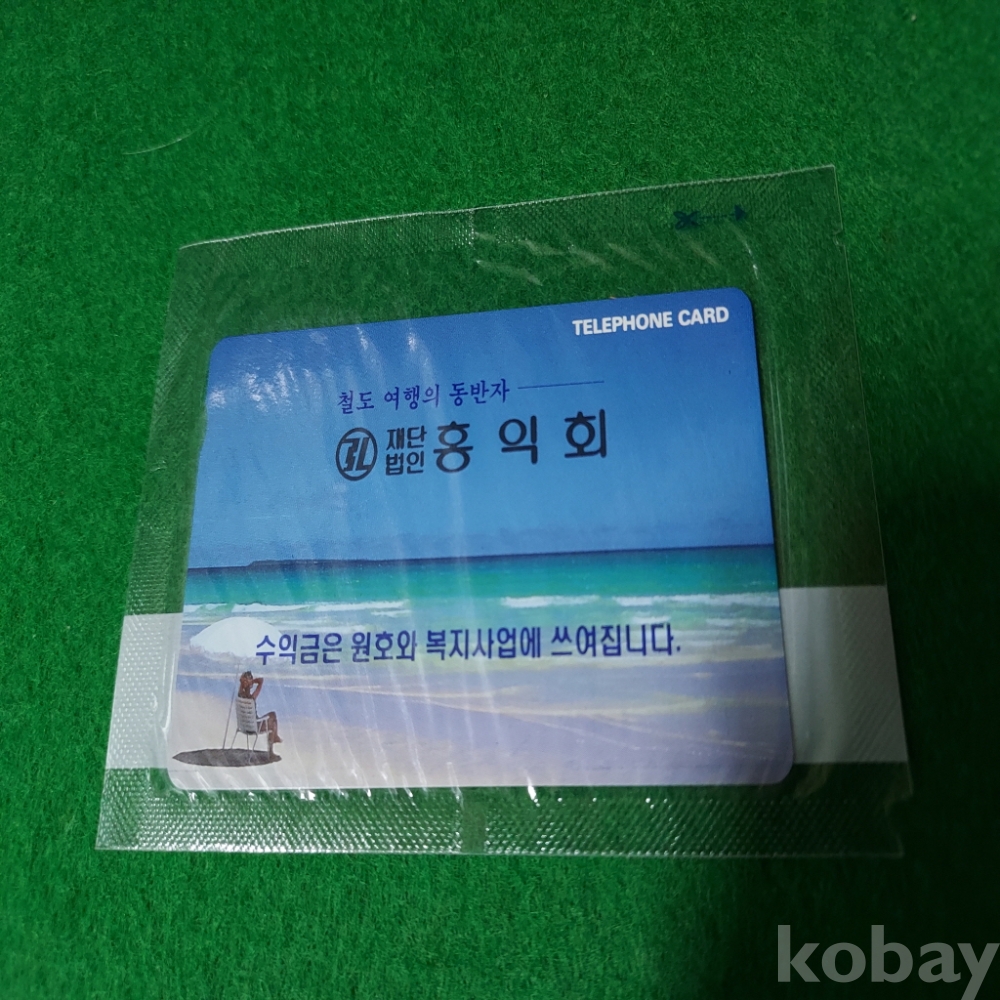 TELEPHONE CARD
철도 여행의 동반자
재단
법인 홍익회
수익금은 원호와 복지사업에 쓰여집니다.
kobay